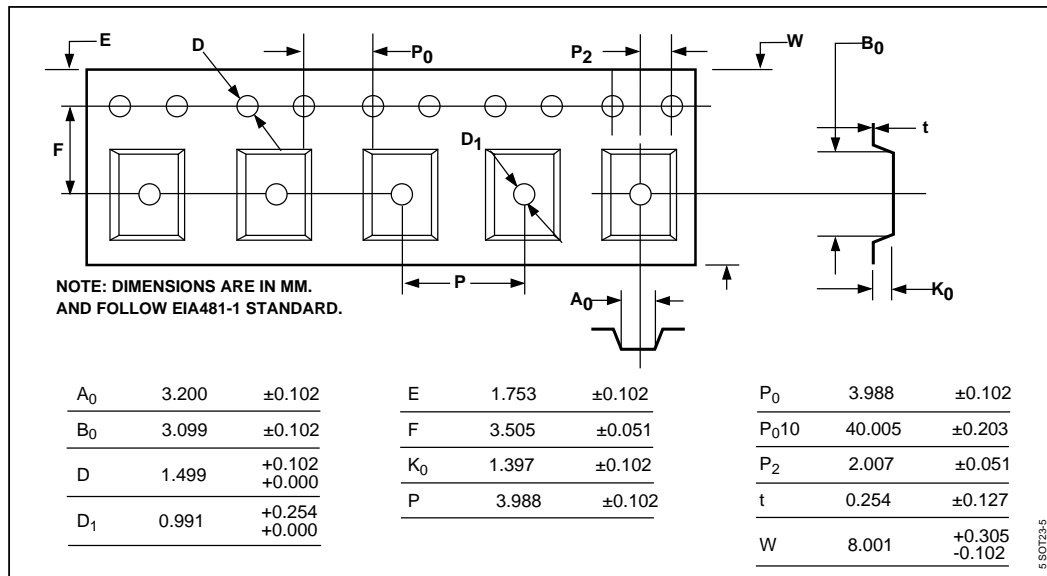 E
D
P0
P2
W
B0
t
F
D1
NOTE: DIMENSIONS ARE IN MM.
AND FOLLOW EIA481-1 STANDARD.
P
A0
K0
A0 3.200 ±0.102
B0 3.099 ±0.102
D 1.499 +0.102
+0.000
D1 0.991 +0.254
+0.000
E 1.753 ±0.102
F 3.505 ±0.051
K0 1.397 ±0.102
P 3.988 ±0.102
P0 3.988 ±0.102
P010 40.005 ±0.203
P2 2.007 ±0.051
t 0.254 ±0.127
W 8.001 +0.305
-0.102
5 SOT23-5